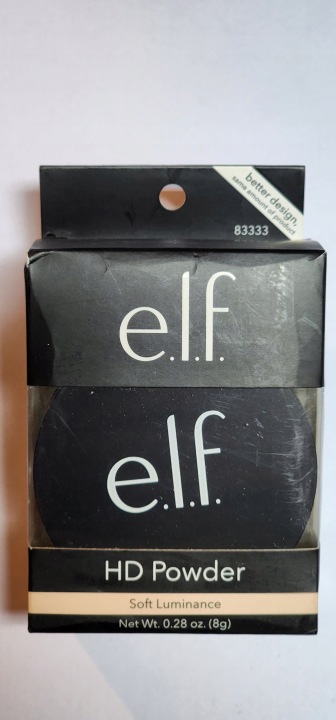 better design,
same amount of product
83333
e.l.f.
e.l.f.
HD Powder
Soft Luminance
Net Wt. 0.28 oz. (8g)